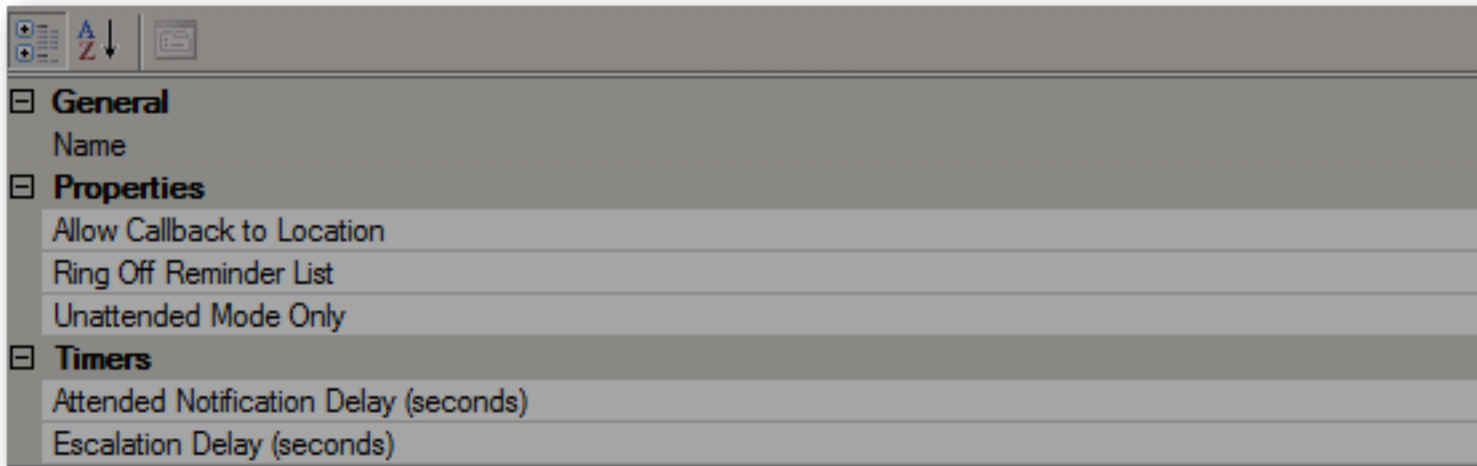 General
Name
Properties
Allow Callback to Location
Ring Off Reminder List
Unattended Mode Only
Timers
Attended Notification Delay (seconds)
Escalation Delay (seconds)